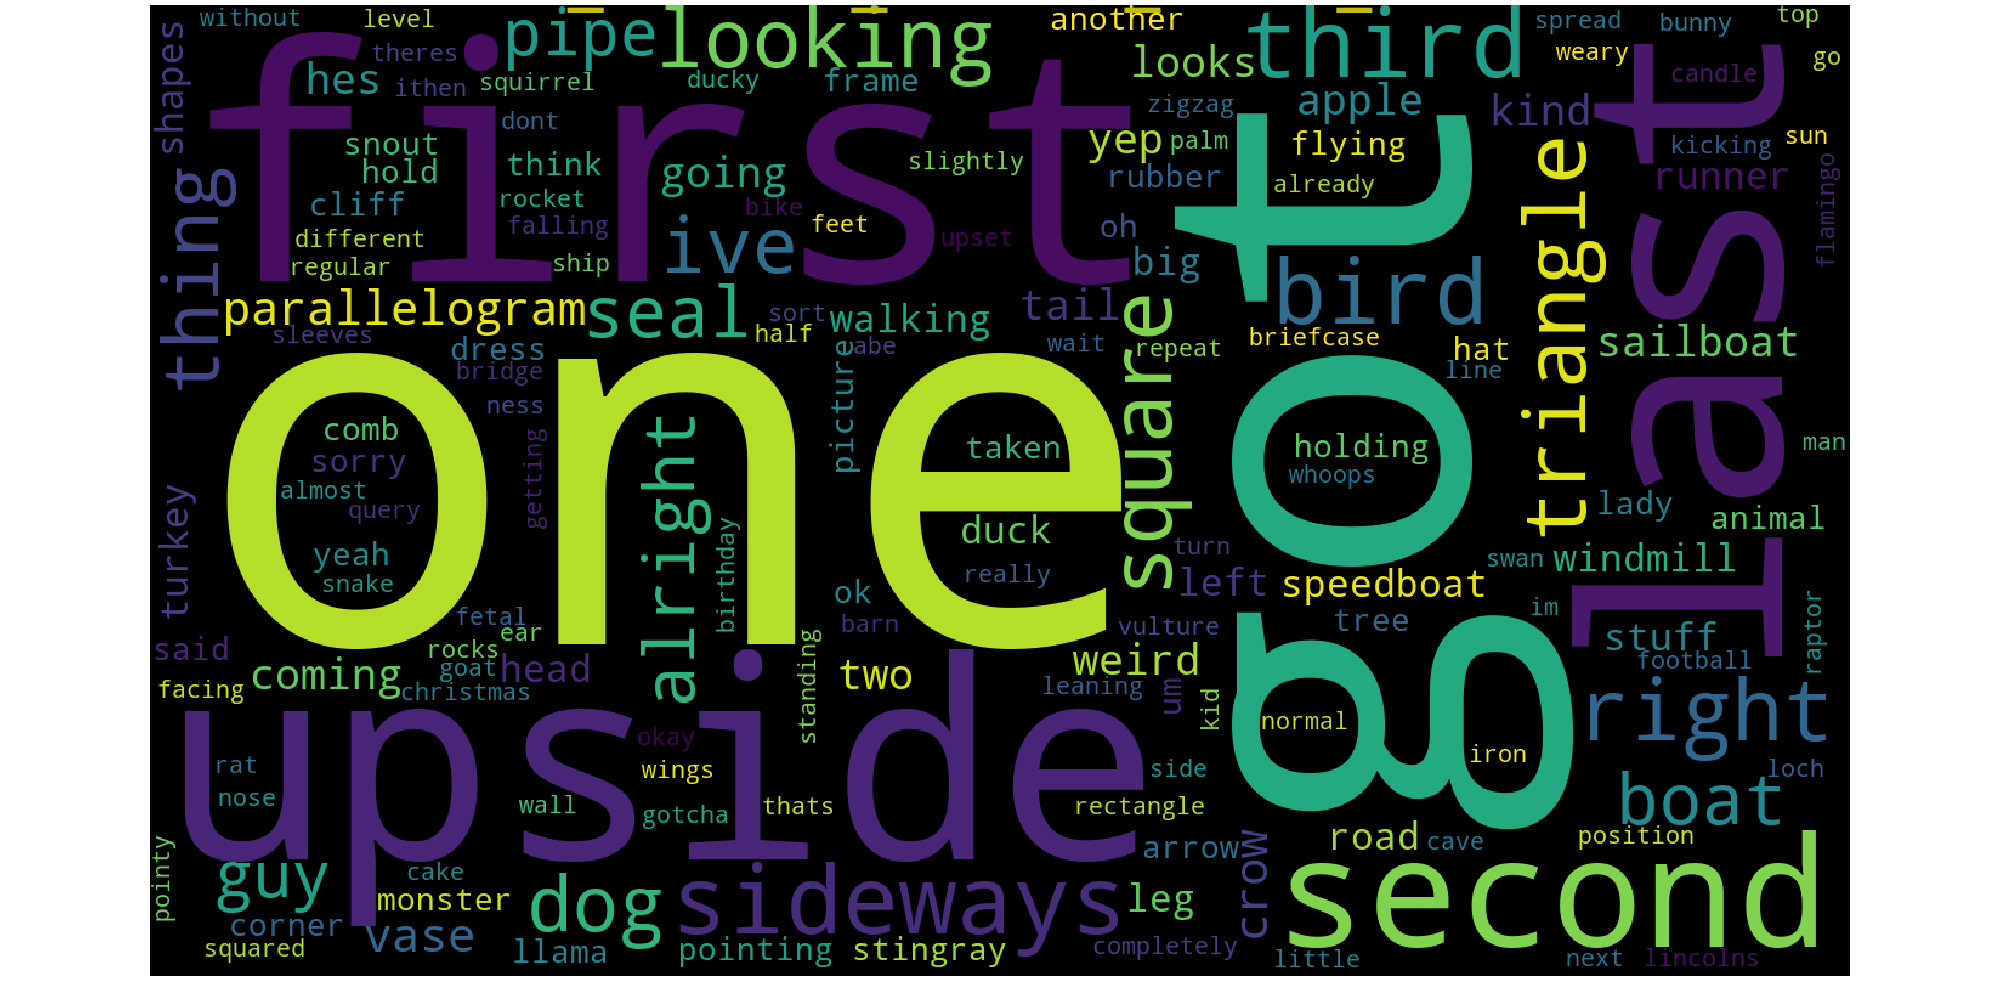 without
level
pipe
looking
another
third
spread
bunny
top
shapes
theres
hes
ithen
squirrel
ducky
frame
looks
weary
candle
go
first
zigzag
apple
kind
last
snout
dont
yep
palm
flying
kicking
sun
hold
think
going
slightly
rubber
already
runner
flamingo
thing
cliff
rocket
bike
falling
feet
upset
oh
different
ive
big
got
triangle
regular
ship
bird
parallelogram
seal
sort
walking
tail
square
sleeves
half
abe
wait
repeat
briefcase
hat
sailboat
dress
bridge
picture
line
ness
one
comb
sorry
getting
alright
taken
holding
whoops
man
almost
query
turkey
lady
animal
yeah
snake
birthday
duck
really
turn
left
speedboat
swan
windmill
fetal
ok
barn
vulture
tree
im
raptor
said
rocks
ear
goat
head
standing
two
weird
stuff
football
facing
coming
christmas
leaning
um
kid
normal
right
upside
okay
iron
rat
wings
side
loch
nose
wall
gotcha
thats
rectangle
boat
pointy
arrow
crow
road
cave
position
guy
cake
monster
dog
sideways
leg
second
corner
vase
squared
llama
pointing
stingray
completely
little
next
lincolns